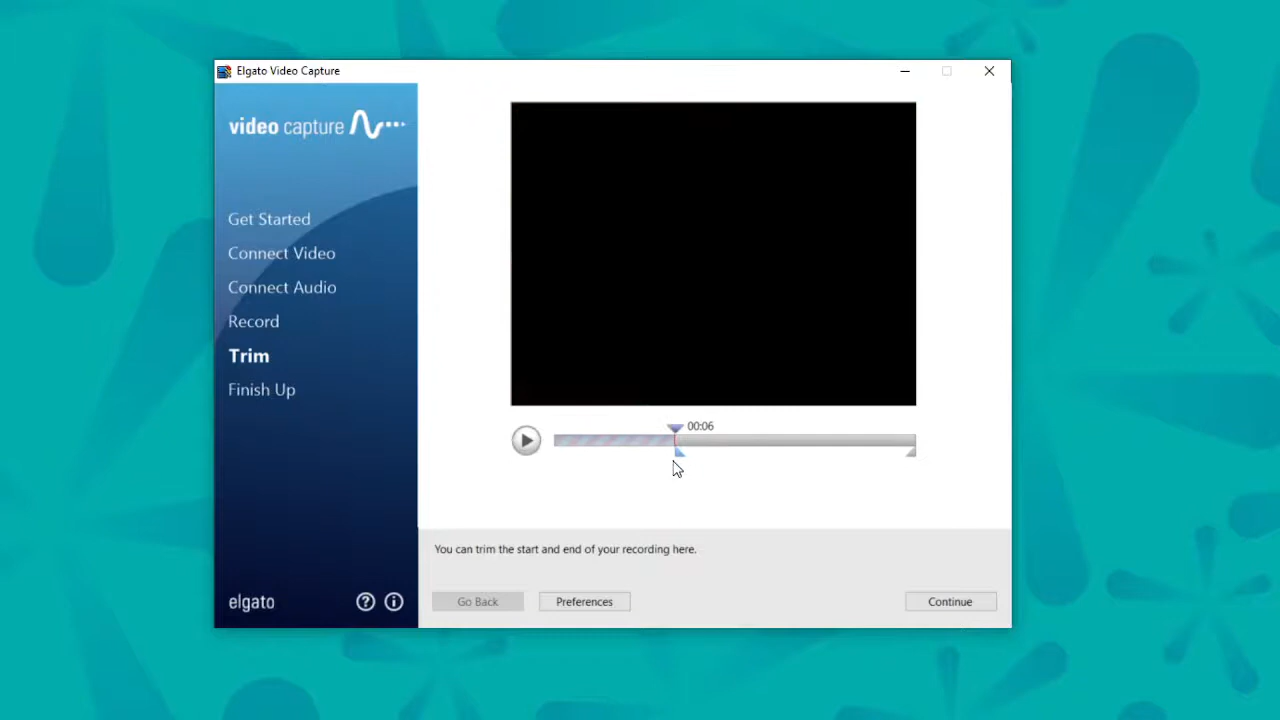 Elgato Video Capture
video capture
Get Started
Connect Video
Connect Audio
Record
Trim
Finish Up
00:06
You can trim the start and end of your recording here.
elgato
Go Back
Preferences
Continue